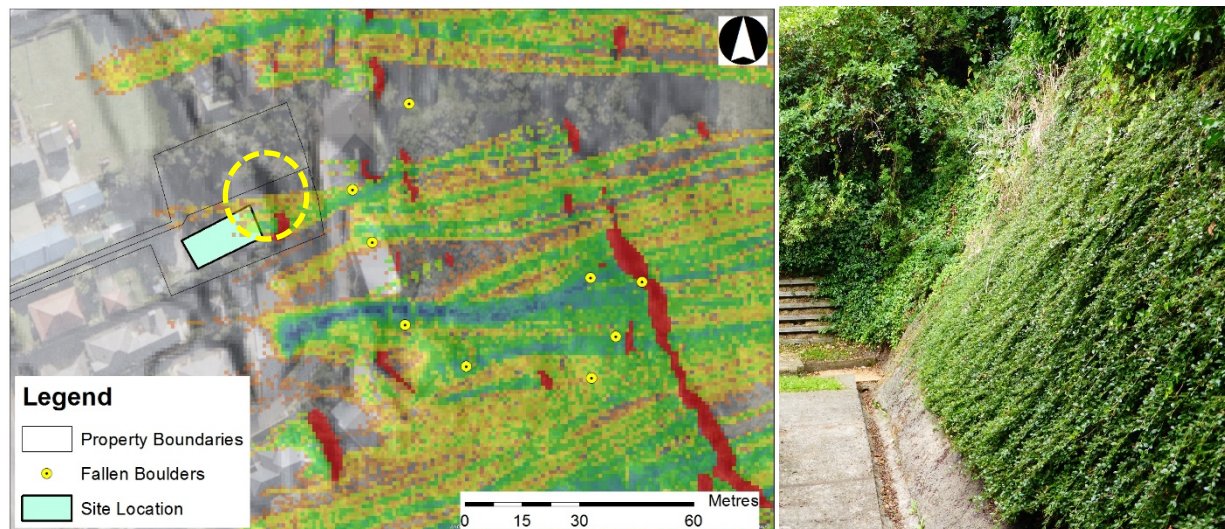 Legend
Property Boundaries
Fallen Boulders
Site Location
Metres
0 15 30 60